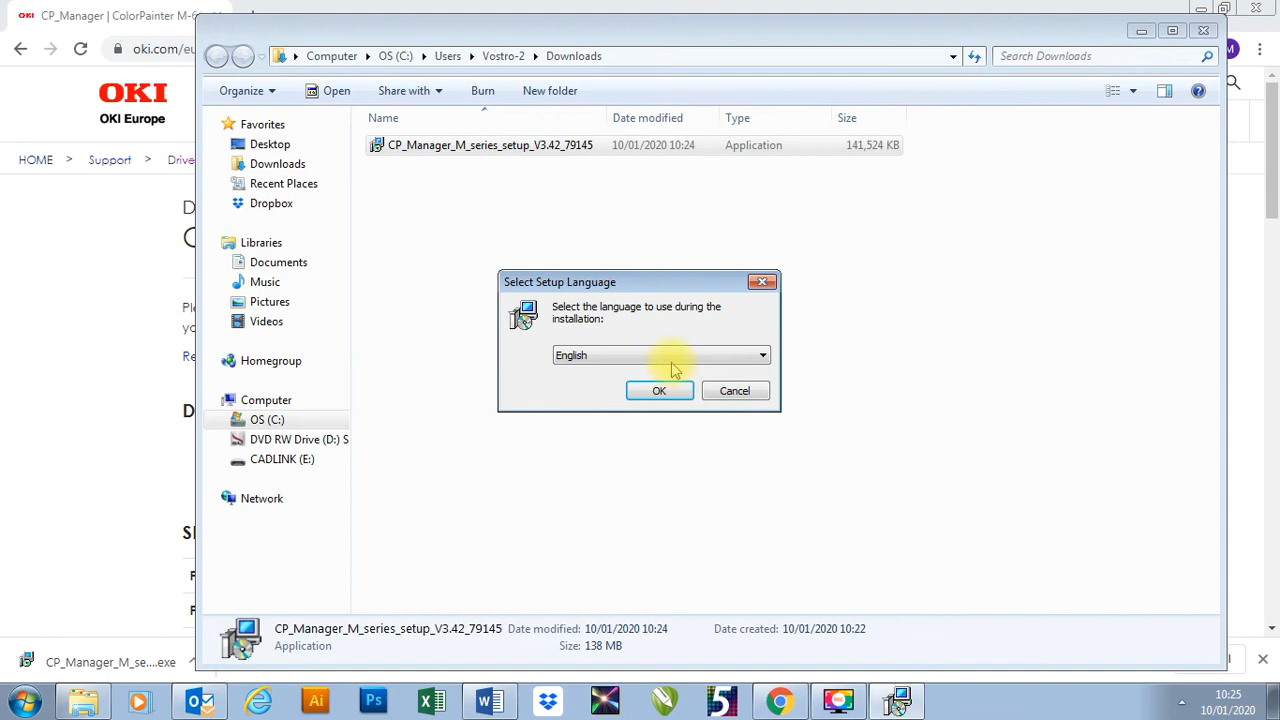 CP_Manager | ColorPainter M-6
oki.com/eu
OKI
OKI Europe
HOME
Support
Drive
Computer
OS (C:)
Users
Vostro-2
Downloads
Search Downloads
Organize
Open
Share with
Burn
New folder
Name
Date modified
Type
Size
CP_Manager_M_series_setup_V3.42_79145
10/01/2020 10:24
Application
141,524 KB
Favorites
Desktop
Downloads
Recent Places
Dropbox
Libraries
Documents
Music
Pictures
Videos
Homegroup
Computer
OS (C:)
DVD RW Drive (D:) S
CADLINK (E:)
Network
Select Setup Language
Select the language to use during the
installation:
English
OK
Cancel
CP_Manager_M_series_setup_V3.42_79145
Date modified: 10/01/2020 10:24
Date created: 10/01/2020 10:22
Application
Size: 138 MB
CP_Manager_M_se....exe
10:25
10/01/2020